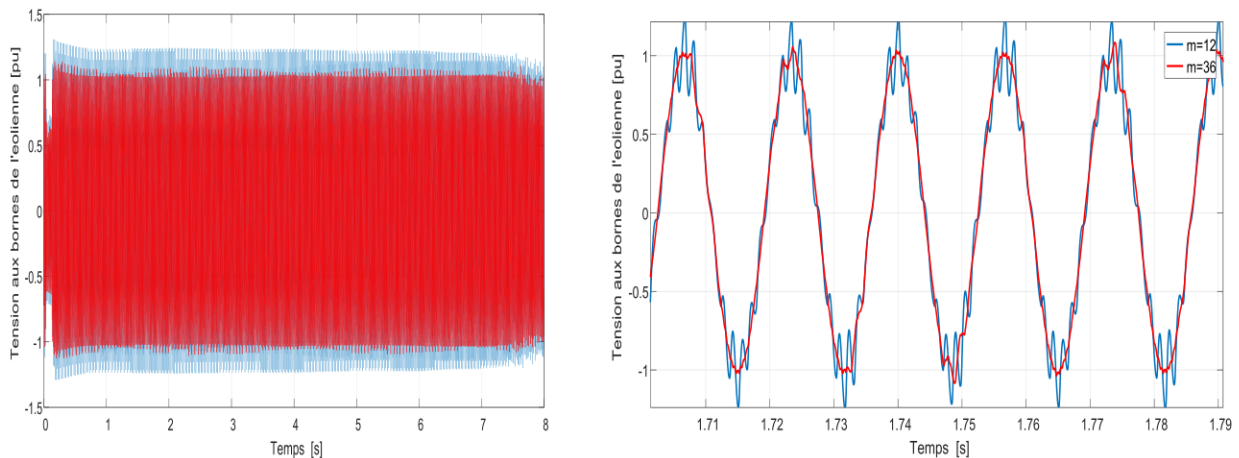 Tension aux bornes de l'eolienne [pu]
1.5
1
0.5
0
-0.5
-1
-1.5
0 1 2 3 4 5 6 7 8
Temps [s]
Tension aux bornes de l'eolienne [pu]
1
0.5
0
-0.5
-1
1.71 1.72 1.73 1.74 1.75 1.76 1.77 1.78 1.79
Temps [s]
m=12
m=36